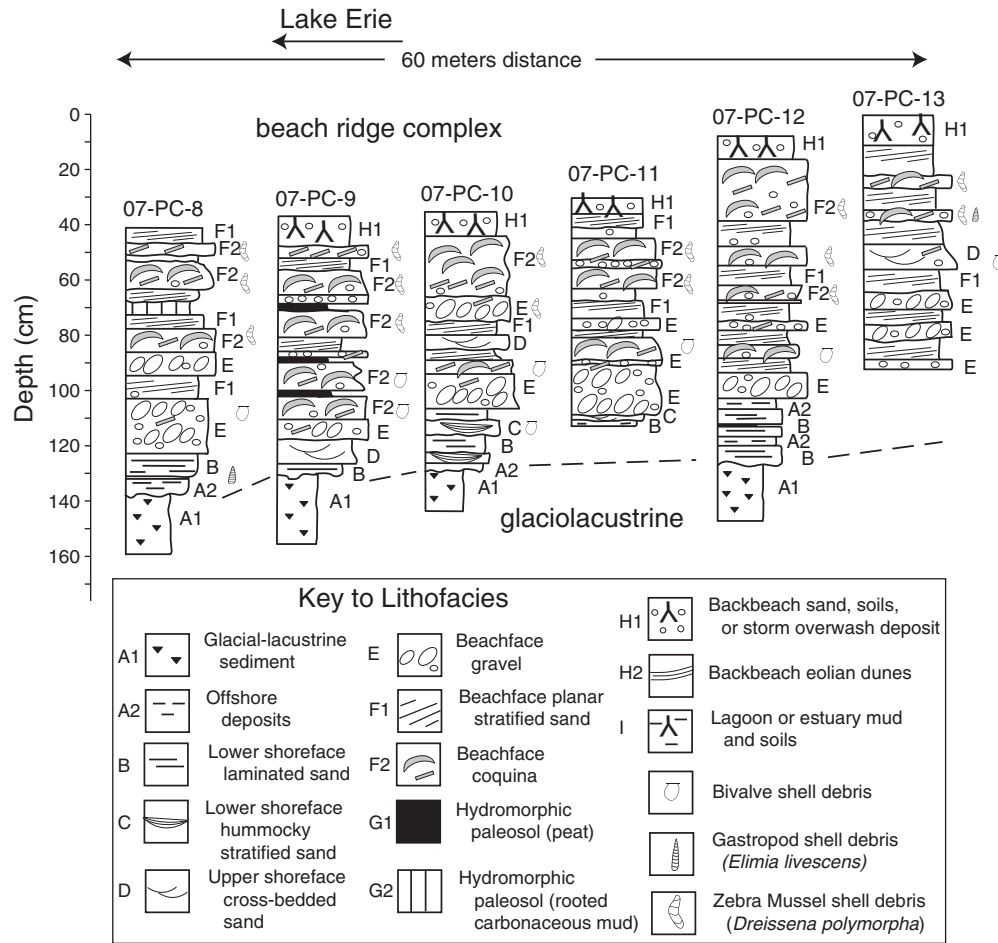 Lake Erie
60 meters distance
beach ridge complex
07-PC-8
07-PC-9
07-PC-10
07-PC-11
07-PC-12
07-PC-13
Depth (cm)
0
20
40
60
80
100
120
140
160
F1
F2
F2
F1
F2
E
F1
E
B
A2
A1
H1
F1
F2
F2
F2
F2
E
D
B
A1
H1
F2
E
F1
D
E
C
B
A2
A1
H1
F1
F2
F2
F1
E
F2
E
C
B
H1
F2
F1
F2
E
E
A2
B
A2
B
A1
H1
D
F1
E
E
E
glaciolacustrine
Key to Lithofacies
A1 Glacial-lacustrine
sediment
A2 Offshore
deposits
B Lower shoreface
laminated sand
C Lower shoreface
hummocky
stratified sand
D Upper shoreface
cross-bedded
sand
E Beachface
gravel
F1 Beachface planar
stratified sand
F2 Beachface
coquina
G1 Hydromorphic
paleosol (peat)
G2 Hydromorphic
paleosol (rooted
carbonaceous mud)
H1 Backbeach sand, soils,
or storm overwash deposit
H2 Backbeach eolian dunes
I Lagoon or estuary mud
and soils
Bivalve shell debris
Gastropod shell debris
(Elimia livescens)
Zebra Mussel shell debris
(Dreissena polymorpha)